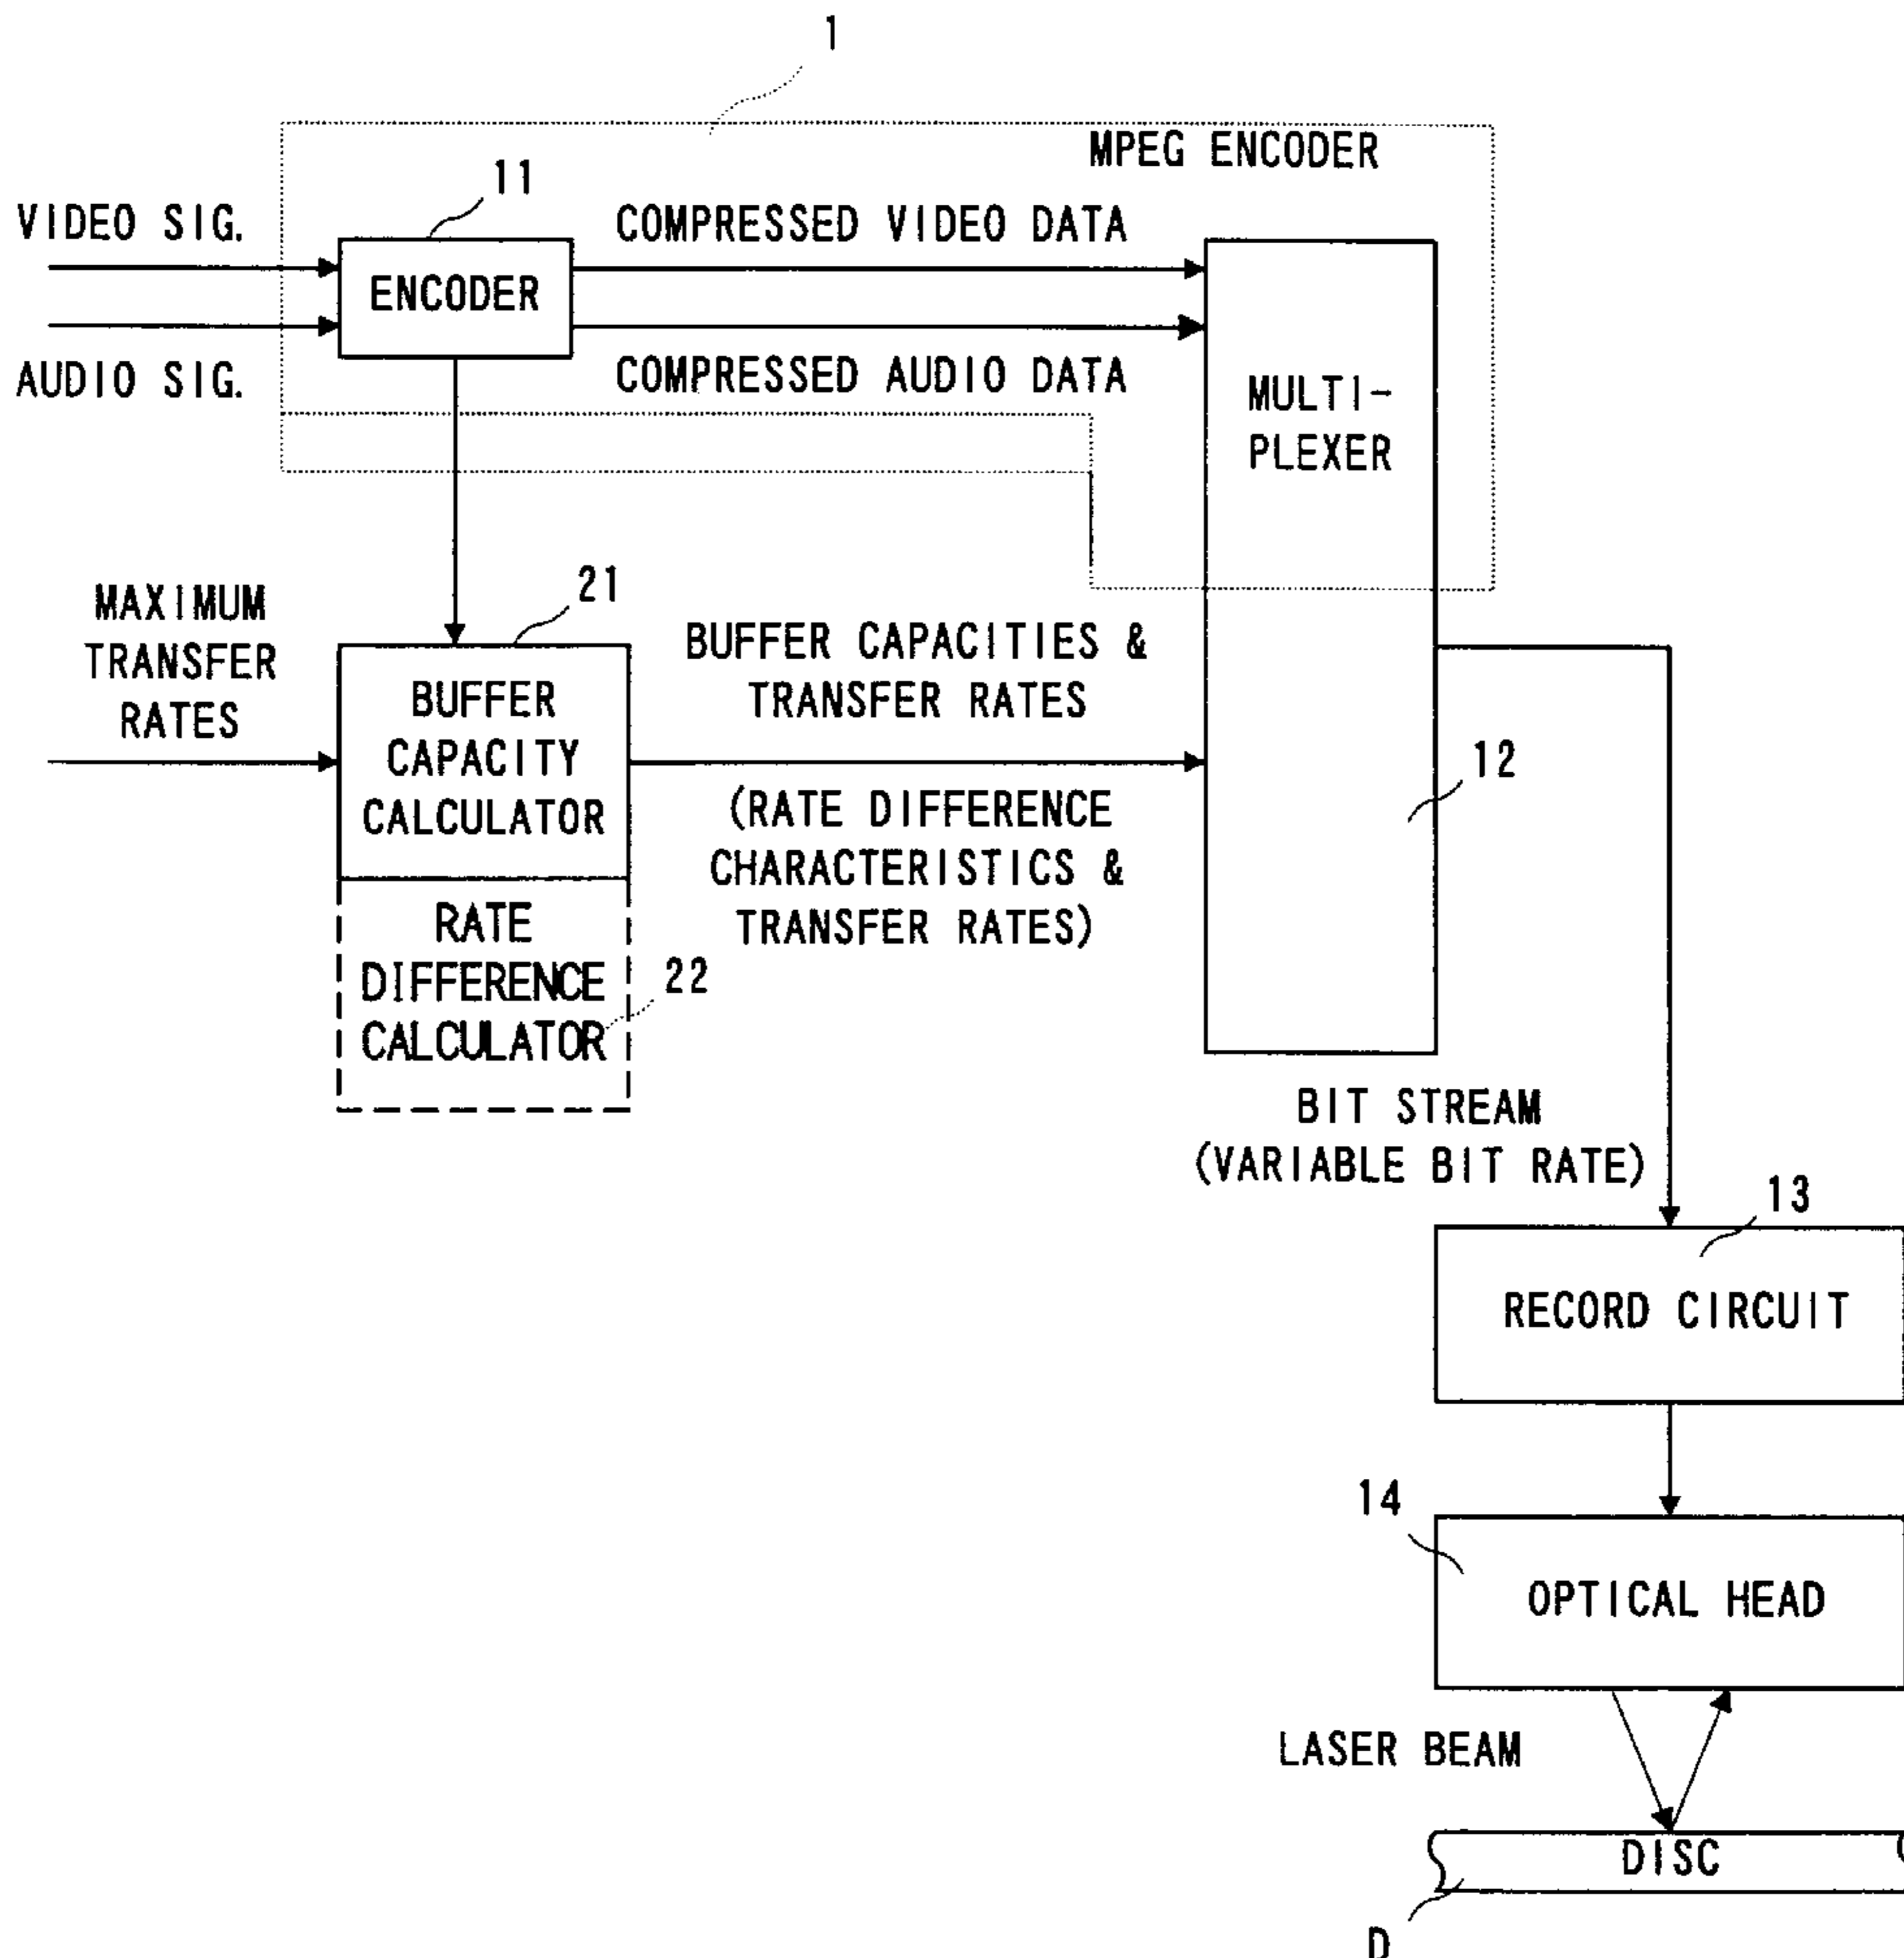 1
MPEG ENCODER
11
VIDEO SIG.
COMPRESSED VIDEO DATA
ENCODER
AUDIO SIG.
COMPRESSED AUDIO DATA
MULTI-
PLEXER
MAXIMUM
TRANSFER
RATES
21
BUFFER
CAPACITY
CALCULATOR
BUFFER CAPACITIES &
TRANSFER RATES
(RATE DIFFERENCE
CHARACTERISTICS &
TRANSFER RATES)
12
RATE
DIFFERENCE
CALCULATOR
22
BIT STREAM
(VARIABLE BIT RATE)
13
RECORD CIRCUIT
14
OPTICAL HEAD
LASER BEAM
DISC
D